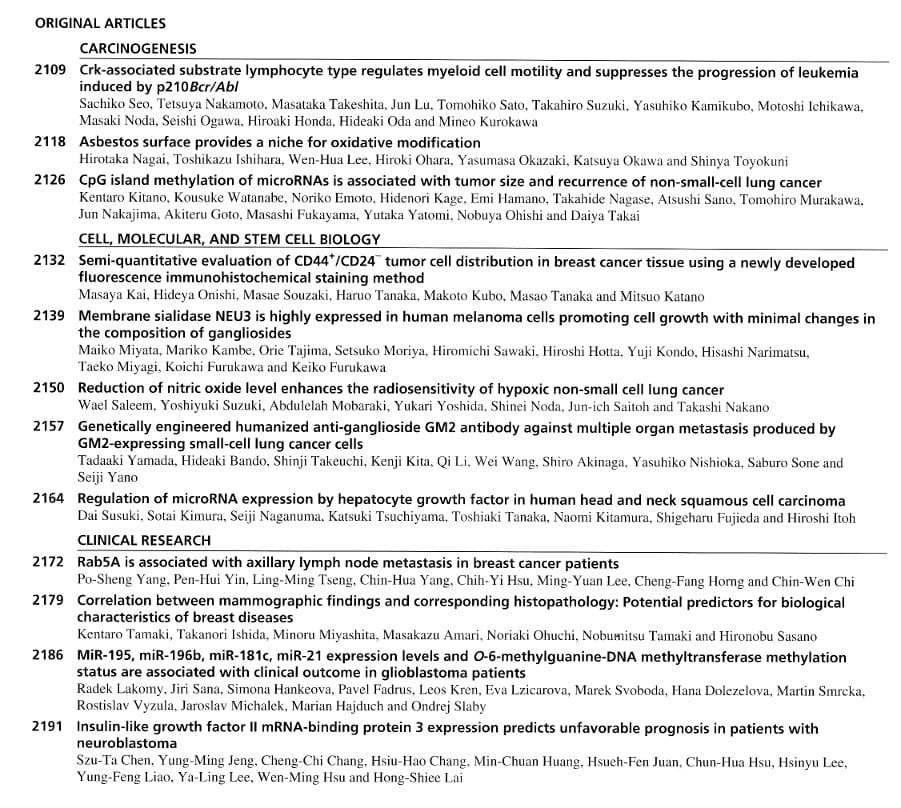 ORIGINAL ARTICLES
CARCINOGENESIS
2109 Crk-associated substrate lymphocyte type regulates myeloid cell motility and suppresses the progression of leukemia
induced by p210Bcr/Abl
Sachiko Seo, Tetsuya Nakamoto, Masataka Takeshita, Jun Lu, Tomohiko Sato, Takahiro Suzuki, Yasuhiko Kamikubo, Motoshi Ichikawa,
Masaki Noda, Seishi Ogawa, Hiroaki Honda, Hideaki Oda and Mineo Kurokawa
2118 Asbestos surface provides a niche for oxidative modification
Hirotaka Nagai, Toshikazu Ishihara, Wen-Hua Lee, Hiroki Ohara, Yasumasa Okazaki, Katsuya Okawa and Shinya Toyokuni
2126 CpG island methylation of microRNAs is associated with tumor size and recurrence of non-small-cell lung cancer
Kentaro Kitano, Kousuke Watanabe, Noriko Emoto, Hidenori Kage, Emi Hamano, Takahide Nagase, Atsushi Sano, Tomohiro Murakawa,
Jun Nakajima, Akiteru Goto, Masashi Fukayama, Yutaka Yatomi, Nobuya Ohishi and Daiya Takai
CELL, MOLECULAR, AND STEM CELL BIOLOGY
2132 Semi-quantitative evaluation of CD44⁺/CD24⁻ tumor cell distribution in breast cancer tissue using a newly developed
fluorescence immunohistochemical staining method
Masaya Kai, Hideya Onishi, Masae Souzaki, Haruo Tanaka, Makoto Kubo, Masao Tanaka and Mitsuo Katano
2139 Membrane sialidase NEU3 is highly expressed in human melanoma cells promoting cell growth with minimal changes in
the composition of gangliosides
Maiko Miyata, Mariko Kambe, Orie Tajima, Setsuko Moriya, Hiromichi Sawaki, Hiroshi Hotta, Yuji Kondo, Hisashi Narimatsu,
Taeko Miyagi, Koichi Furukawa and Keiko Furukawa
2150 Reduction of nitric oxide level enhances the radiosensitivity of hypoxic non-small cell lung cancer
Wael Saleem, Yoshiyuki Suzuki, Abdulelah Mobaraki, Yukari Yoshida, Shinei Noda, Jun-ich Saitoh and Takashi Nakano
2157 Genetically engineered humanized anti-ganglioside GM2 antibody against multiple organ metastasis produced by
GM2-expressing small-cell lung cancer cells
Tadaaki Yamada, Hideaki Bando, Shinji Takeuchi, Kenji Kita, Qi Li, Wei Wang, Shiro Akinaga, Yasuhiko Nishioka, Saburo Sone and
Seiji Yano
2164 Regulation of microRNA expression by hepatocyte growth factor in human head and neck squamous cell carcinoma
Dai Susuki, Sotai Kimura, Seiji Naganuma, Katsuki Tsuchiyama, Toshiaki Tanaka, Naomi Kitamura, Shigeharu Fujieda and Hiroshi Itoh
CLINICAL RESEARCH
2172 Rab5A is associated with axillary lymph node metastasis in breast cancer patients
Po-Sheng Yang, Pen-Hui Yin, Ling-Ming Tseng, Chin-Hua Yang, Chih-Yi Hsu, Ming-Yuan Lee, Cheng-Fang Horng and Chin-Wen Chi
2179 Correlation between mammographic findings and corresponding histopathology: Potential predictors for biological
characteristics of breast diseases
Kentaro Tamaki, Takanori Ishida, Minoru Miyashita, Masakazu Amari, Noriaki Ohuchi, Nobumitsu Tamaki and Hironobu Sasano
2186 MiR-195, miR-196b, miR-181c, miR-21 expression levels and O-6-methylguanine-DNA methyltransferase methylation
status are associated with clinical outcome in glioblastoma patients
Radek Lakomy, Jiri Sana, Simona Hankeova, Pavel Fadrus, Leos Kren, Eva Lzicarova, Marek Svoboda, Hana Dolezelova, Martin Smrcka,
Rostislav Vyzula, Jaroslav Michalek, Marian Hajduch and Ondrej Slaby
2191 Insulin-like growth factor II mRNA-binding protein 3 expression predicts unfavorable prognosis in patients with
neuroblastoma
Szu-Ta Chen, Yung-Ming Jeng, Cheng-Chi Chang, Hsiu-Hao Chang, Min-Chuan Huang, Hsueh-Fen Juan, Chun-Hua Hsu, Hsinyu Lee,
Yung-Feng Liao, Ya-Ling Lee, Wen-Ming Hsu and Hong-Shiee Lai